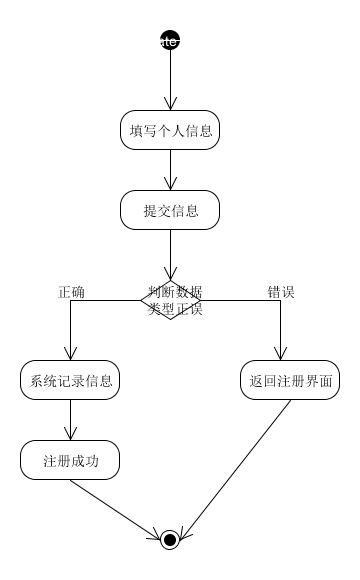 填写个人信息
提交信息
判断数据
类型正误
正确
错误
系统记录信息
返回注册界面
注册成功